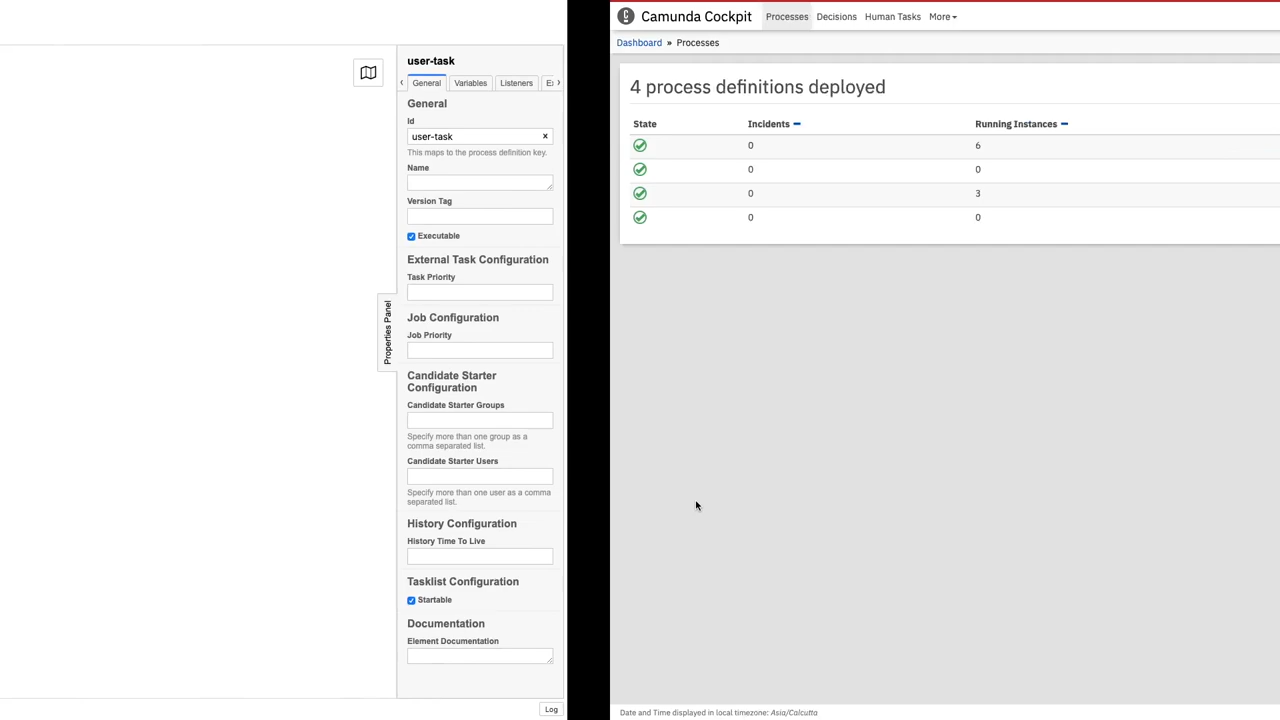 user-task
General Variables Listeners
General
Id
user-task
This maps to the process definition key.
Name
Version Tag
Executable
External Task Configuration
Task Priority
Job Configuration
Job Priority
Candidate Starter
Configuration
Candidate Starter Groups
Specify more than one group as a
comma separated list.
Candidate Starter Users
Specify more than one user as a comma
separated list.
History Configuration
History Time To Live
Tasklist Configuration
Startable
Documentation
Element Documentation
Properties Panel
Log
Camunda Cockpit Processes Decisions Human Tasks More
Dashboard » Processes
4 process definitions deployed
State Incidents Running Instances
0 6
0 0
0 3
0 0
Date and Time displayed in local timezone: Asia/Calcutta